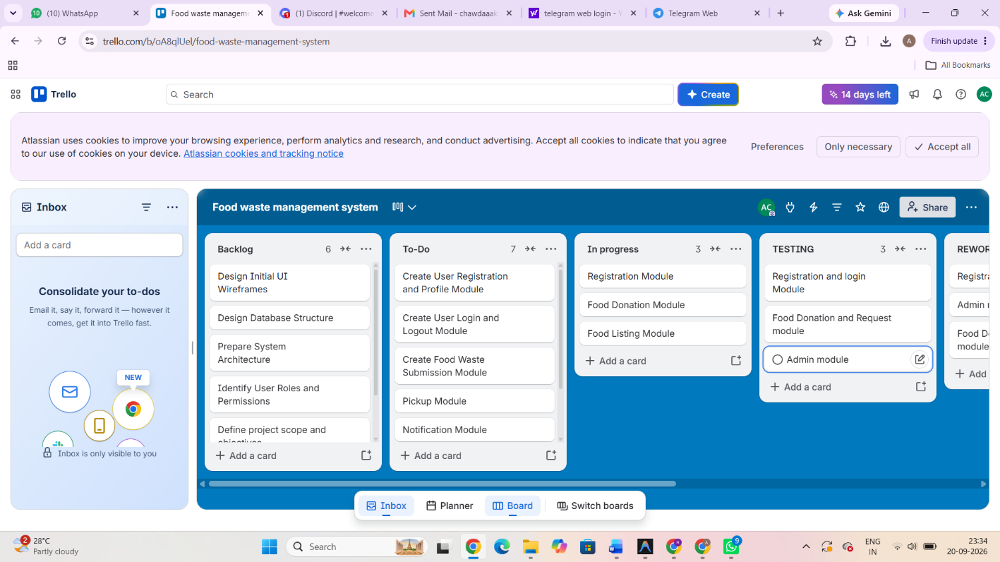 (10) WhatsApp
Food waste manageme
(1) Discord | #welcome
Sent Mail - chawdaaak
telegram web login - Y
Telegram Web
Ask Gemini
trello.com/b/oA8qlUel/food-waste-management-system
A
Finish update
All Bookmarks
Trello
Search
Create
14 days left
AC
Atlassian uses cookies to improve your browsing experience, perform analytics and research, and conduct advertising. Accept all cookies to indicate that you agree
to our use of cookies on your device. Atlassian cookies and tracking notice
Preferences
Only necessary
Accept all
Inbox
Add a card
Consolidate your to-dos
Email it, say it, forward it — however it
comes, get it into Trello fast.
NEW
Inbox is only visible to you
Food waste management system
AC
Share
Backlog 6
Design Initial UI
Wireframes
Design Database Structure
Prepare System
Architecture
Identify User Roles and
Permissions
Define project scope and
objectives
Add a card
To-Do 7
Create User Registration
and Profile Module
Create User Login and
Logout Module
Create Food Waste
Submission Module
Pickup Module
Notification Module
Add a card
In progress 3
Registration Module
Food Donation Module
Food Listing Module
Add a card
TESTING 3
Registration and login
Module
Food Donation and Request
module
Admin module
Add a card
REWOR
Registra
Admin
Food D
module
Add
Inbox
Planner
Board
Switch boards
2
28°C
Partly cloudy
Search
9
ENG
IN
23:34
20-09-2026